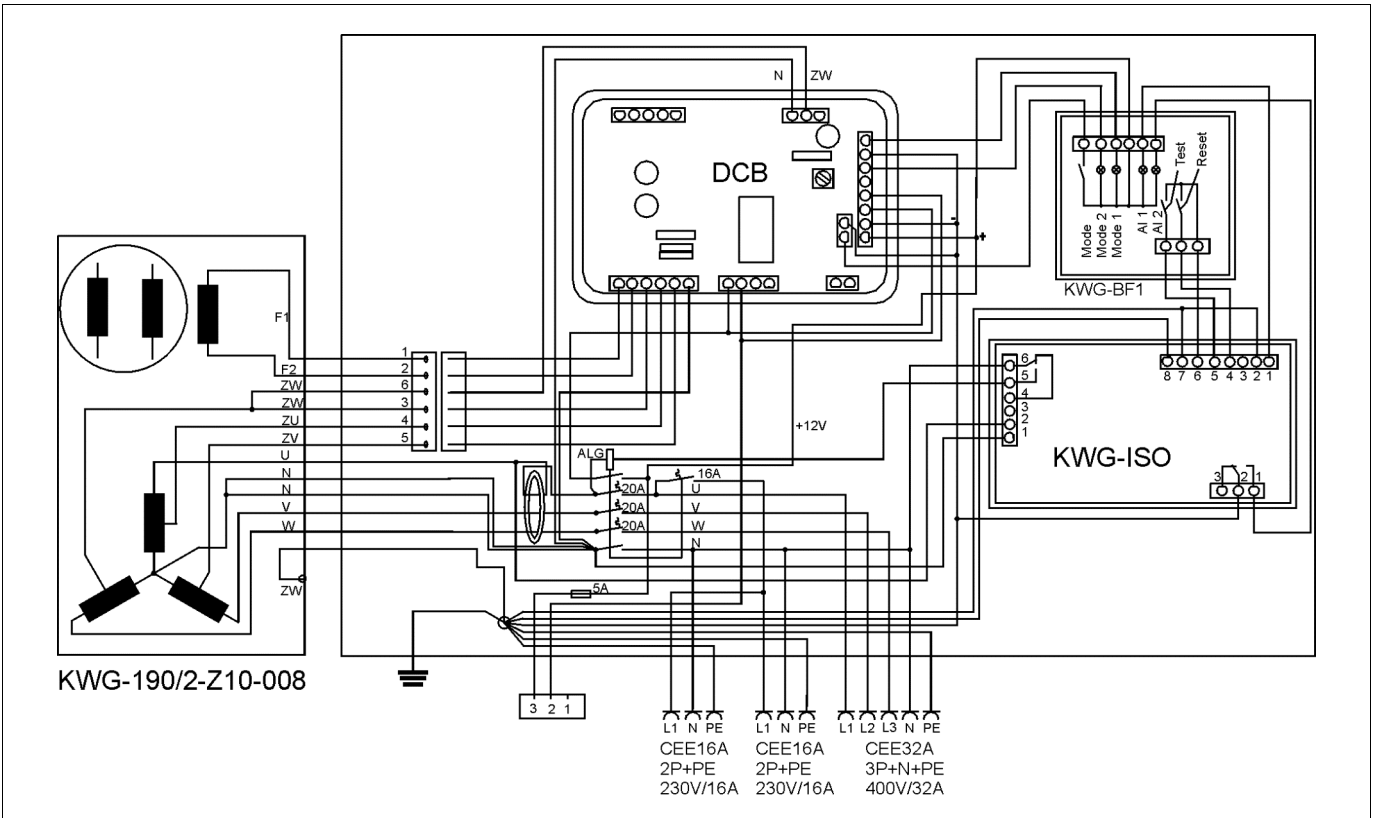 N ZW
DCB
Mode
Mode 2
Mode 1
AI 1
AI 2
Test
Reset
KWG-BF1
-
+
F1
F2
ZW
ZW
ZU
ZV
U
N
N
V
W
ZW
1
2
6
3
4
5
KWG-190/2-Z10-008
+12V
ALG
16A
20A U
20A V
20A W
N
5A
6
5
4
3
2
1
8 7 6 5 4 3 2 1
KWG-ISO
3 2 1
3 2 1
L1 N PE
CEE16A
2P+PE
230V/16A
L1 N PE
CEE16A
2P+PE
230V/16A
L1 L2 L3 N PE
CEE32A
3P+N+PE
400V/32A